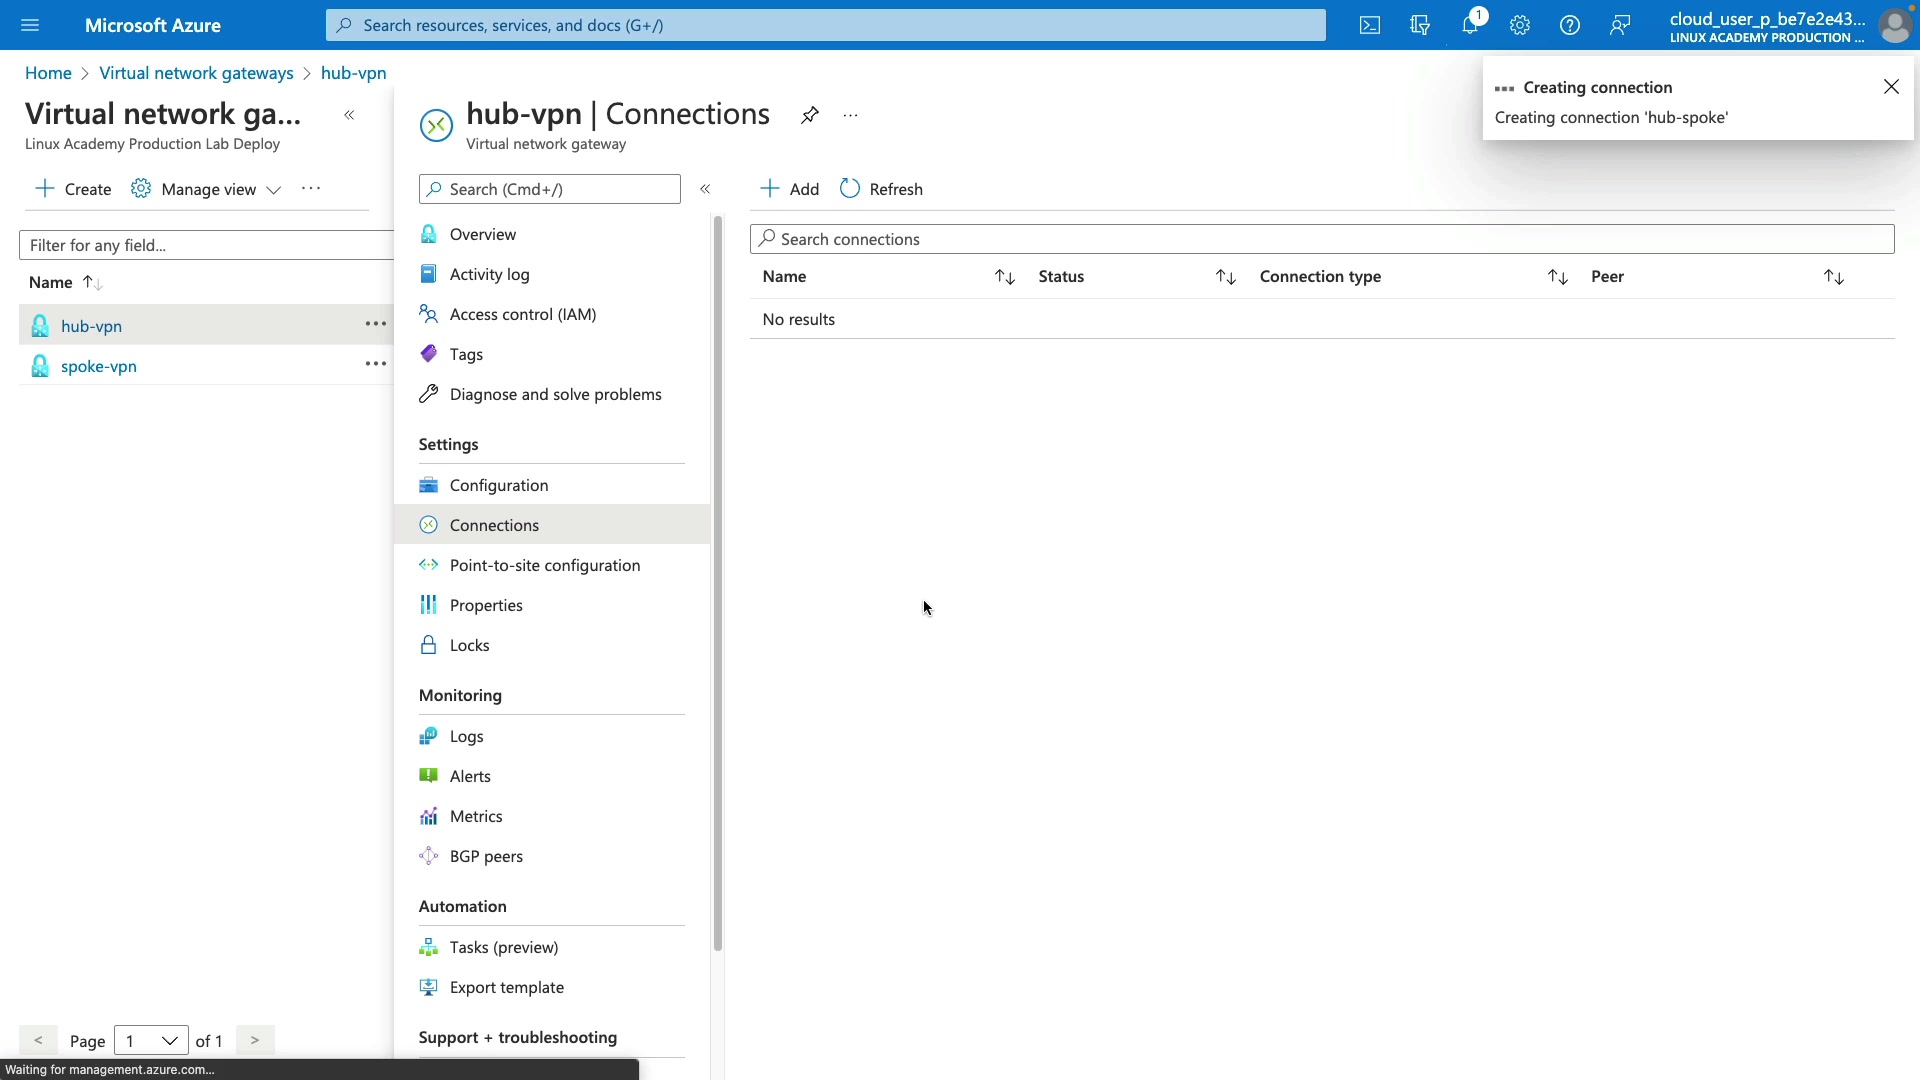 Microsoft Azure
Search resources, services, and docs (G+/)
1
cloud_user_p_be7e2e43...
LINUX ACADEMY PRODUCTION ...
Home > Virtual network gateways > hub-vpn
Creating connection
Creating connection 'hub-spoke'
Virtual network ga...
Linux Academy Production Lab Deploy
Create
Manage view
Filter for any field...
Name
hub-vpn
spoke-vpn
< Page 1 of 1 >
hub-vpn | Connections
Virtual network gateway
Search (Cmd+/)
Overview
Activity log
Access control (IAM)
Tags
Diagnose and solve problems
Settings
Configuration
Connections
Point-to-site configuration
Properties
Locks
Monitoring
Logs
Alerts
Metrics
BGP peers
Automation
Tasks (preview)
Export template
Support + troubleshooting
Add
Refresh
Search connections
Name Status Connection type Peer
No results
Waiting for management.azure.com...